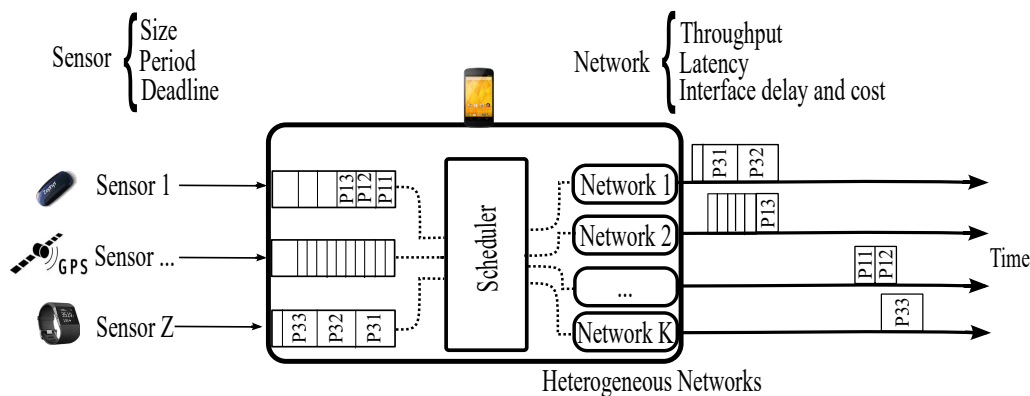 Sensor
Size
Period
Deadline
Network
Throughput
Latency
Interface delay and cost
Sensor 1
P13
P12
P11
Scheduler
Network 1
P31
P32
GPS
Sensor ...
Network 2
P13
...
P11
P12
Time
Sensor Z
P33
P32
P31
Network K
P33
Heterogeneous Networks